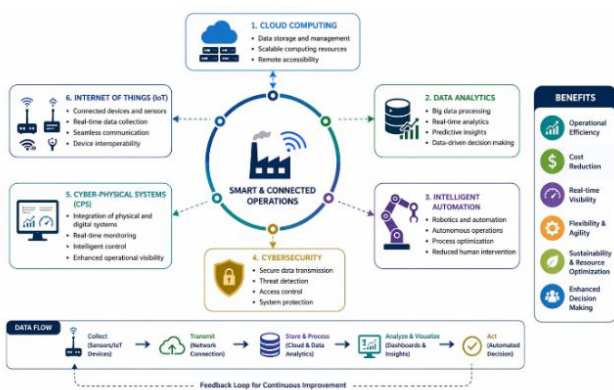 1. CLOUD COMPUTING
• Data storage and management
• Scalable computing resources
• Remote accessibility
6. INTERNET OF THINGS (IoT)
• Connected devices and sensors
• Real-time data collection
• Seamless communication
• Device interoperability
2. DATA ANALYTICS
• Big data processing
• Real-time analytics
• Predictive insights
• Data-driven decision making
SMART & CONNECTED
OPERATIONS
5. CYBER-PHYSICAL SYSTEMS
(CPS)
• Integration of physical and
digital systems
• Real-time monitoring
• Intelligent control
• Enhanced operational visibility
3. INTELLIGENT
AUTOMATION
• Robotics and automation
• Autonomous operations
• Process optimization
• Reduced human intervention
4. CYBERSECURITY
• Secure data transmission
• Threat detection
• Access control
• System protection
BENEFITS
Operational
Efficiency
Cost
Reduction
$
Real-time
Visibility
Flexibility &
Agility
Sustainability
& Resource
Optimization
Enhanced
Decision
Making
DATA FLOW
Collect
(Sensors/IoT
Devices)
Transmit
(Network
Connection)
Store & Process
(Cloud & Data
Analytics)
Analyze & Visualize
(Dashboards &
Insights)
Act
(Automated
Decision)
Feedback Loop for Continuous Improvement